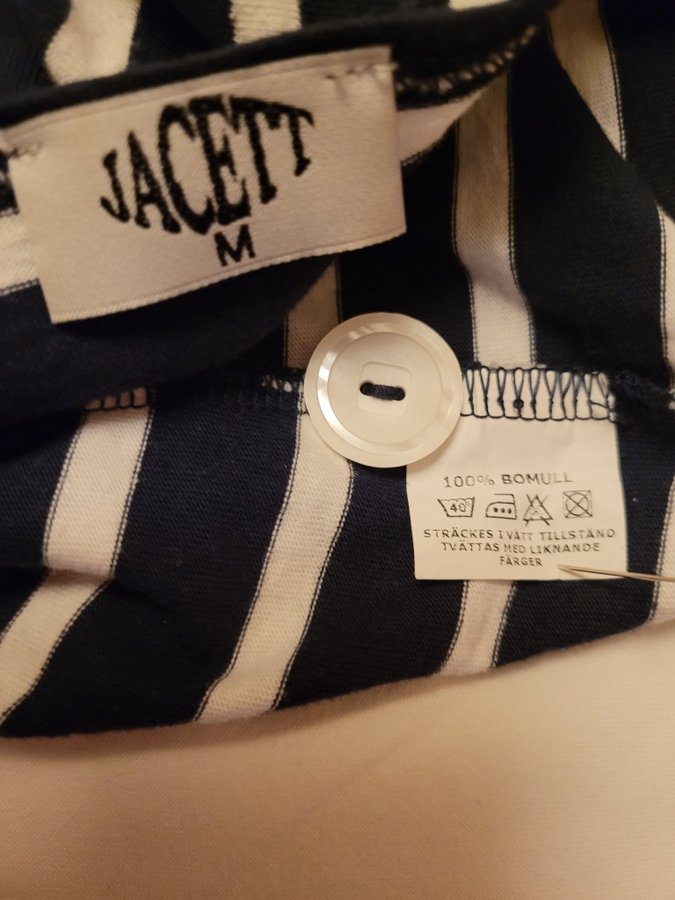 JACETT
M
100% BOMULL
40
STRÄCKES I VÅTT TILLSTÅND
TVÄTTAS MED LIKNANDE
FÄRGER